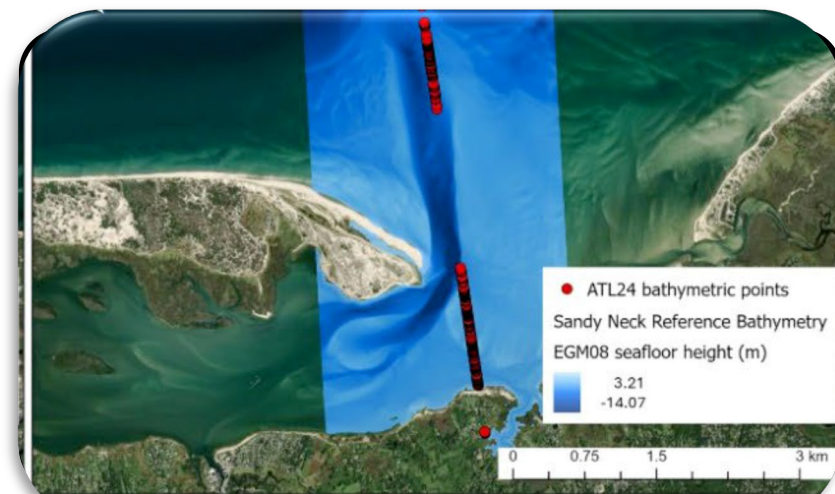 ATL24 bathymetric points
Sandy Neck Reference Bathymetry
EGM08 seafloor height (m)
3.21
-14.07
0 0.75 1.5 3 km